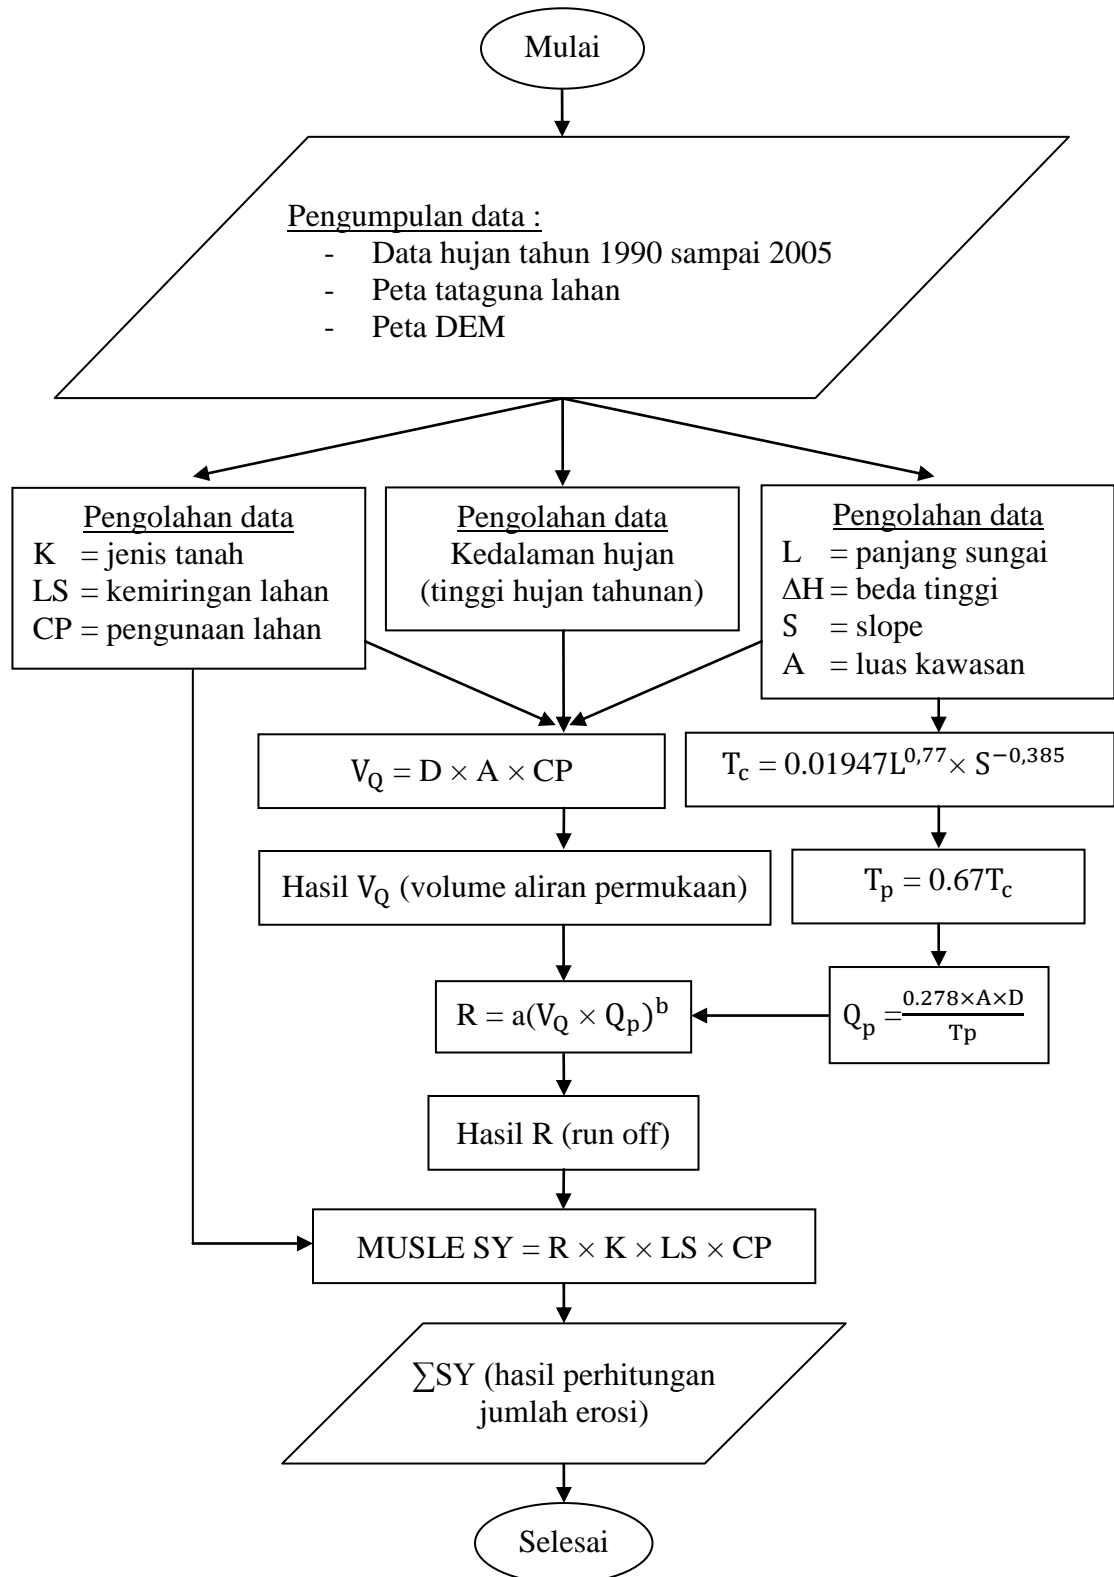 Mulai
Pengumpulan data :
- Data hujan tahun 1990 sampai 2005
- Peta tataguna lahan
- Peta DEM
Pengolahan data
K = jenis tanah
LS = kemiringan lahan
CP = pengunaan lahan
Pengolahan data
Kedalaman hujan
(tinggi hujan tahunan)
Pengolahan data
L = panjang sungai
ΔH = beda tinggi
S = slope
A = luas kawasan
V_Q = D × A × CP
T_c = 0.01947L^0,77 × S^−0,385
Hasil V_Q (volume aliran permukaan)
T_p = 0.67T_c
R = a(V_Q × Q_p)^b
Q_p = 0.278×A×D / Tp
Hasil R (run off)
MUSLE SY = R × K × LS × CP
∑SY (hasil perhitungan
jumlah erosi)
Selesai